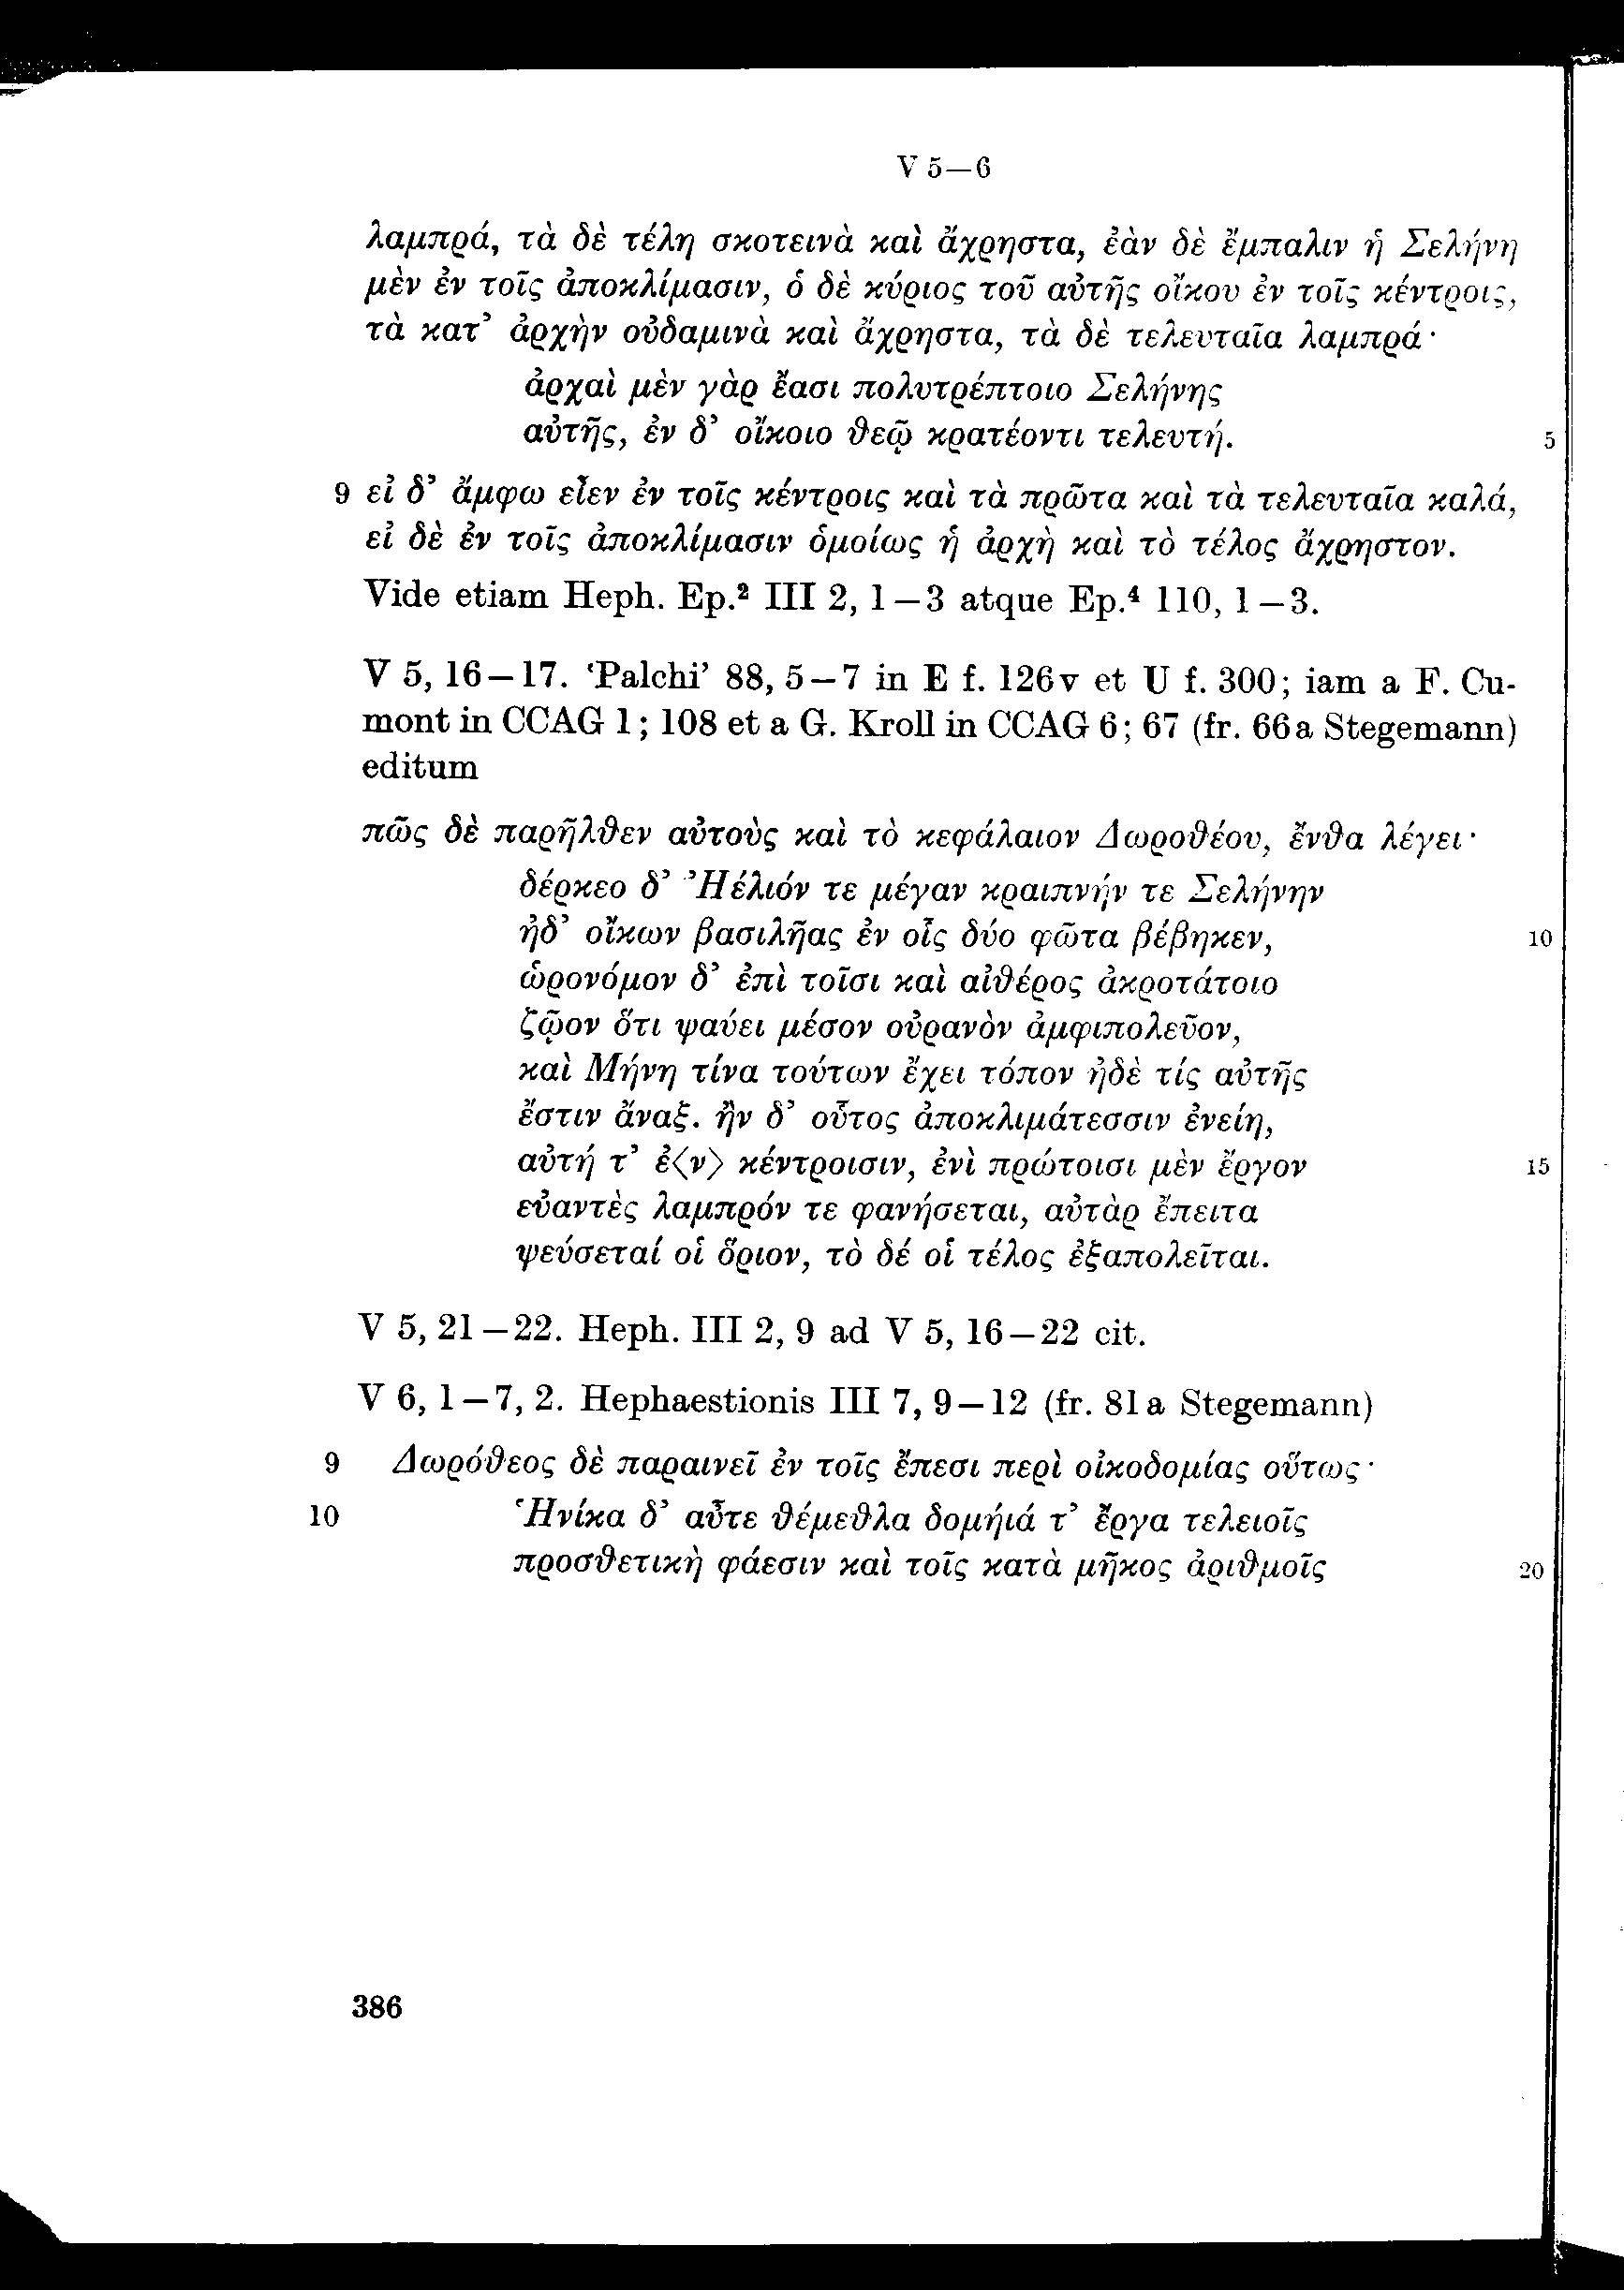 V 5—6
λαμπρά, τὰ δὲ τέλη σκοτεινὰ καὶ ἄχρηστα, ἐὰν δὲ ἔμπαλιν ἡ Σελήνη
μὲν ἐν τοῖς ἀποκλίμασιν, ὁ δὲ κύριος τοῦ αὐτῆς οἴκου ἐν τοῖς κέντροις,
τὰ κατ’ ἀρχὴν οὐδαμινὰ καὶ ἄχρηστα, τὰ δὲ τελευταῖα λαμπρά·
ἀρχαὶ μὲν γὰρ ἔασι πολυτρέπτοιο Σελήνης
αὐτῆς, ἐν δ’ οἴκοιο θεῷ κρατέοντι τελευτή. 5
9 εἰ δ’ ἄμφω εἶεν ἐν τοῖς κέντροις καὶ τὰ πρῶτα καὶ τὰ τελευταῖα καλά,
εἰ δὲ ἐν τοῖς ἀποκλίμασιν ὁμοίως ἡ ἀρχὴ καὶ τὸ τέλος ἄχρηστον.
Vide etiam Heph. Ep.² III 2, 1—3 atque Ep.⁴ 110, 1—3.
V 5, 16—17. ‘Palchi’ 88, 5—7 in E f. 126v et U f. 300; iam a F. Cu-
mont in CCAG 1; 108 et a G. Kroll in CCAG 6; 67 (fr. 66a Stegemann)
editum
πῶς δὲ παρῆλθεν αὐτοὺς καὶ τὸ κεφάλαιον Δωροθέου, ἔνθα λέγει·
δέρκεο δ’ Ἠέλιόν τε μέγαν κραιπνήν τε Σελήνην
ἠδ’ οἴκων βασιλῆας ἐν οἷς δύο φῶτα βέβηκεν, 10
ὡρονόμον δ’ ἐπὶ τοῖσι καὶ αἰθέρος ἀκροτάτοιο
ζῷον ὅτι ψαύει μέσον οὐρανὸν ἀμφιπολεῦον,
καὶ Μήνη τίνα τούτων ἔχει τόπον ἠδὲ τίς αὐτῆς
ἔστιν ἄναξ. ἢν δ’ οὗτος ἀποκλιμάτεσσιν ἐνείη,
αὐτή τ’ ἐ⟨ν⟩ κέντροισιν, ἐνὶ πρώτοισι μὲν ἔργον 15
εὐαντὲς λαμπρόν τε φανήσεται, αὐτὰρ ἔπειτα
ψεύσεταί οἱ ὅριον, τὸ δέ οἱ τέλος ἐξαπολεῖται.
V 5, 21—22. Heph. III 2, 9 ad V 5, 16—22 cit.
V 6, 1—7, 2. Hephaestionis III 7, 9—12 (fr. 81a Stegemann)
9 Δωρόθεος δὲ παραινεῖ ἐν τοῖς ἔπεσι περὶ οἰκοδομίας οὕτως·
10 Ἡνίκα δ’ αὖτε θέμεθλα δομήιά τ’ ἔργα τελειοῖς
προσθετικὴ φάεσιν καὶ τοῖς κατὰ μῆκος ἀριθμοῖς 20
386